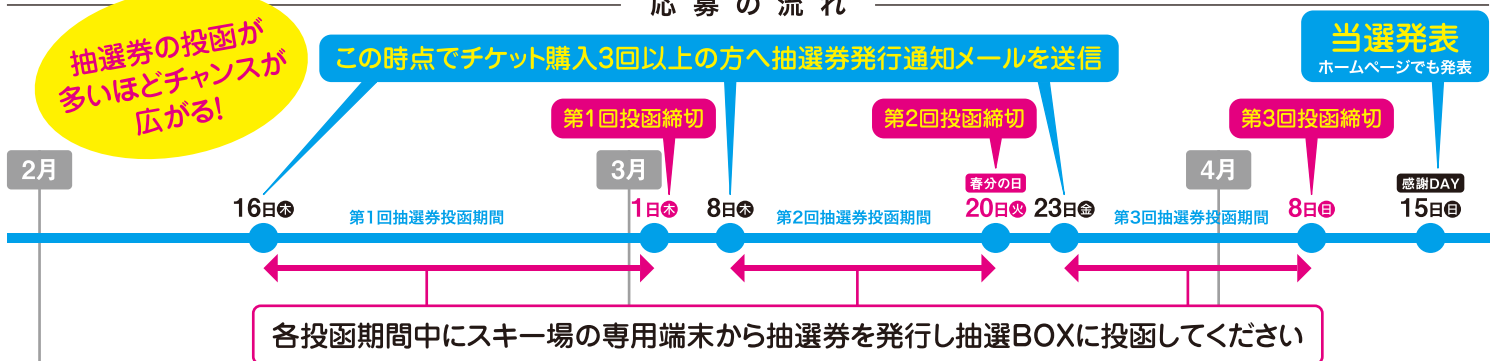 応募の流れ
抽選券の投函が
多いほどチャンスが
広がる!
この時点でチケット購入3回以上の方へ抽選券発行通知メールを送信
当選発表
ホームページでも発表
第1回投函締切
第2回投函締切
第3回投函締切
2月
3月
4月
春分の日
感謝DAY
16日木
第1回抽選券投函期間
1日木
8日木
第2回抽選券投函期間
20日火
23日金
第3回抽選券投函期間
8日日
15日日
各投函期間中にスキー場の専用端末から抽選券を発行し抽選BOXに投函してください